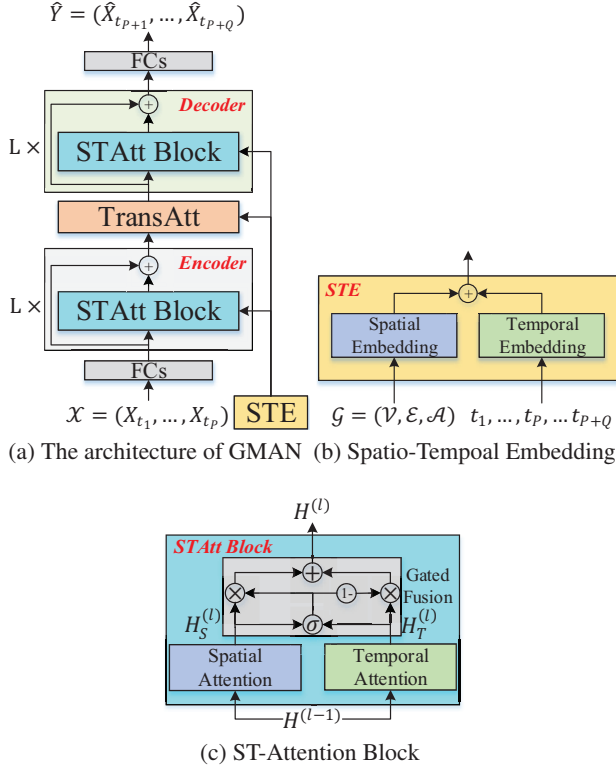 Ŷ = (X̂_{t_{P+1}}, … , X̂_{t_{P+Q}})
FCs
Decoder
+
L ×
STAtt Block
TransAtt
Encoder
+
L ×
STAtt Block
FCs
𝒳 = (X_{t_1}, … , X_{t_P})
STE
(a) The architecture of GMAN
STE
+
Spatial
Embedding
Temporal
Embedding
𝒢 = (𝒱, ℰ, 𝒜)
t_1, … , t_P, … t_{P+Q}
(b) Spatio-Tempoal Embedding
H^{(l)}
STAtt Block
+
Gated
Fusion
×
1-
×
H_S^{(l)}
σ
H_T^{(l)}
Spatial
Attention
Temporal
Attention
H^{(l−1)}
(c) ST-Attention Block